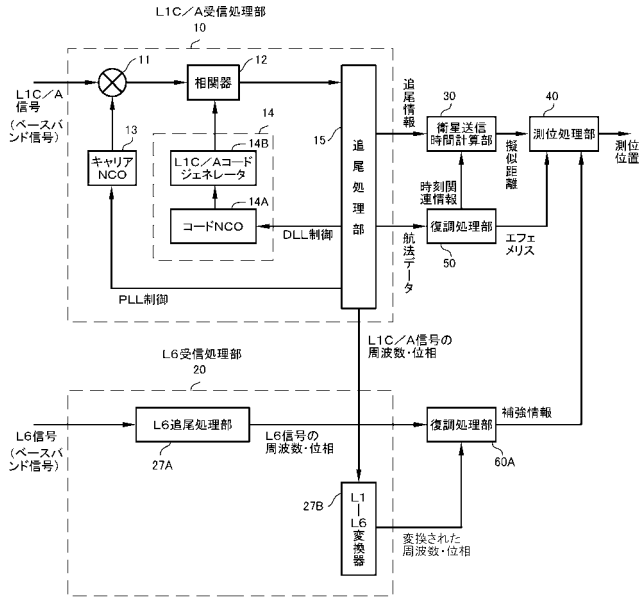 L1C／A受信処理部
10
L1C／A
信号
(ベースバ
ンド信号)
11
相関器
12
13
キャリア
NCO
14
14B
L1C／Aコード
ジェネレータ
14A
コードNCO
DLL制御
PLL制御
15
追尾処理部
追尾情報
30
衛星送信
時間計算部
擬似距離
40
測位処理部
測位
位置
時刻関
連情報
航法データ
復調処理部
50
エフェ
メリス
L1C／A信号の
周波数・位相
L6受信処理部
20
L6信号
(ベースバ
ンド信号)
L6追尾処理部
27A
L6信号の
周波数・位相
復調処理部
60A
補強情報
27B
L1―L6変換器
変換された
周波数・位相